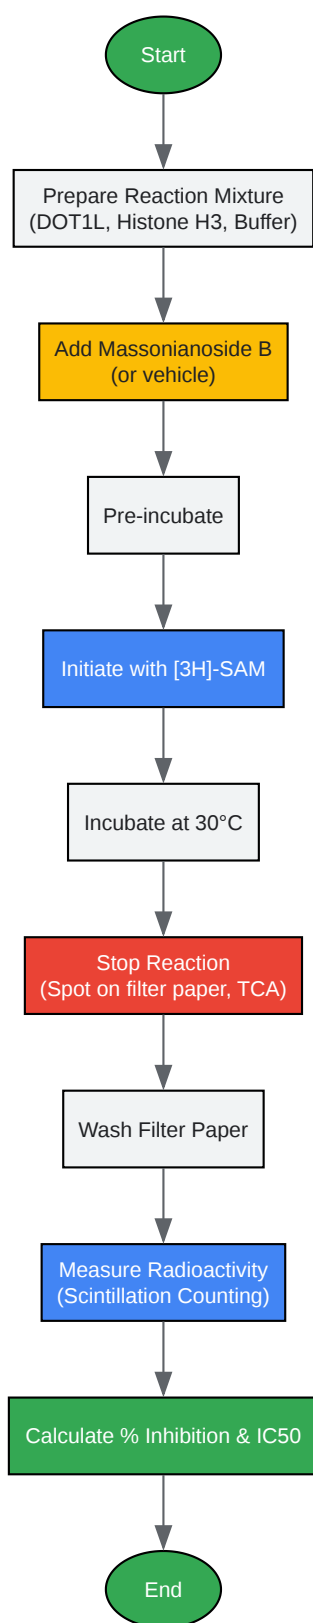 Start
Prepare Reaction Mixture
(DOT1L, Histone H3, Buffer)
Add Massonianoside B
(or vehicle)
Pre-incubate
Initiate with [3H]-SAM
Incubate at 30°C
Stop Reaction
(Spot on filter paper, TCA)
Wash Filter Paper
Measure Radioactivity
(Scintillation Counting)
Calculate % Inhibition & IC50
End